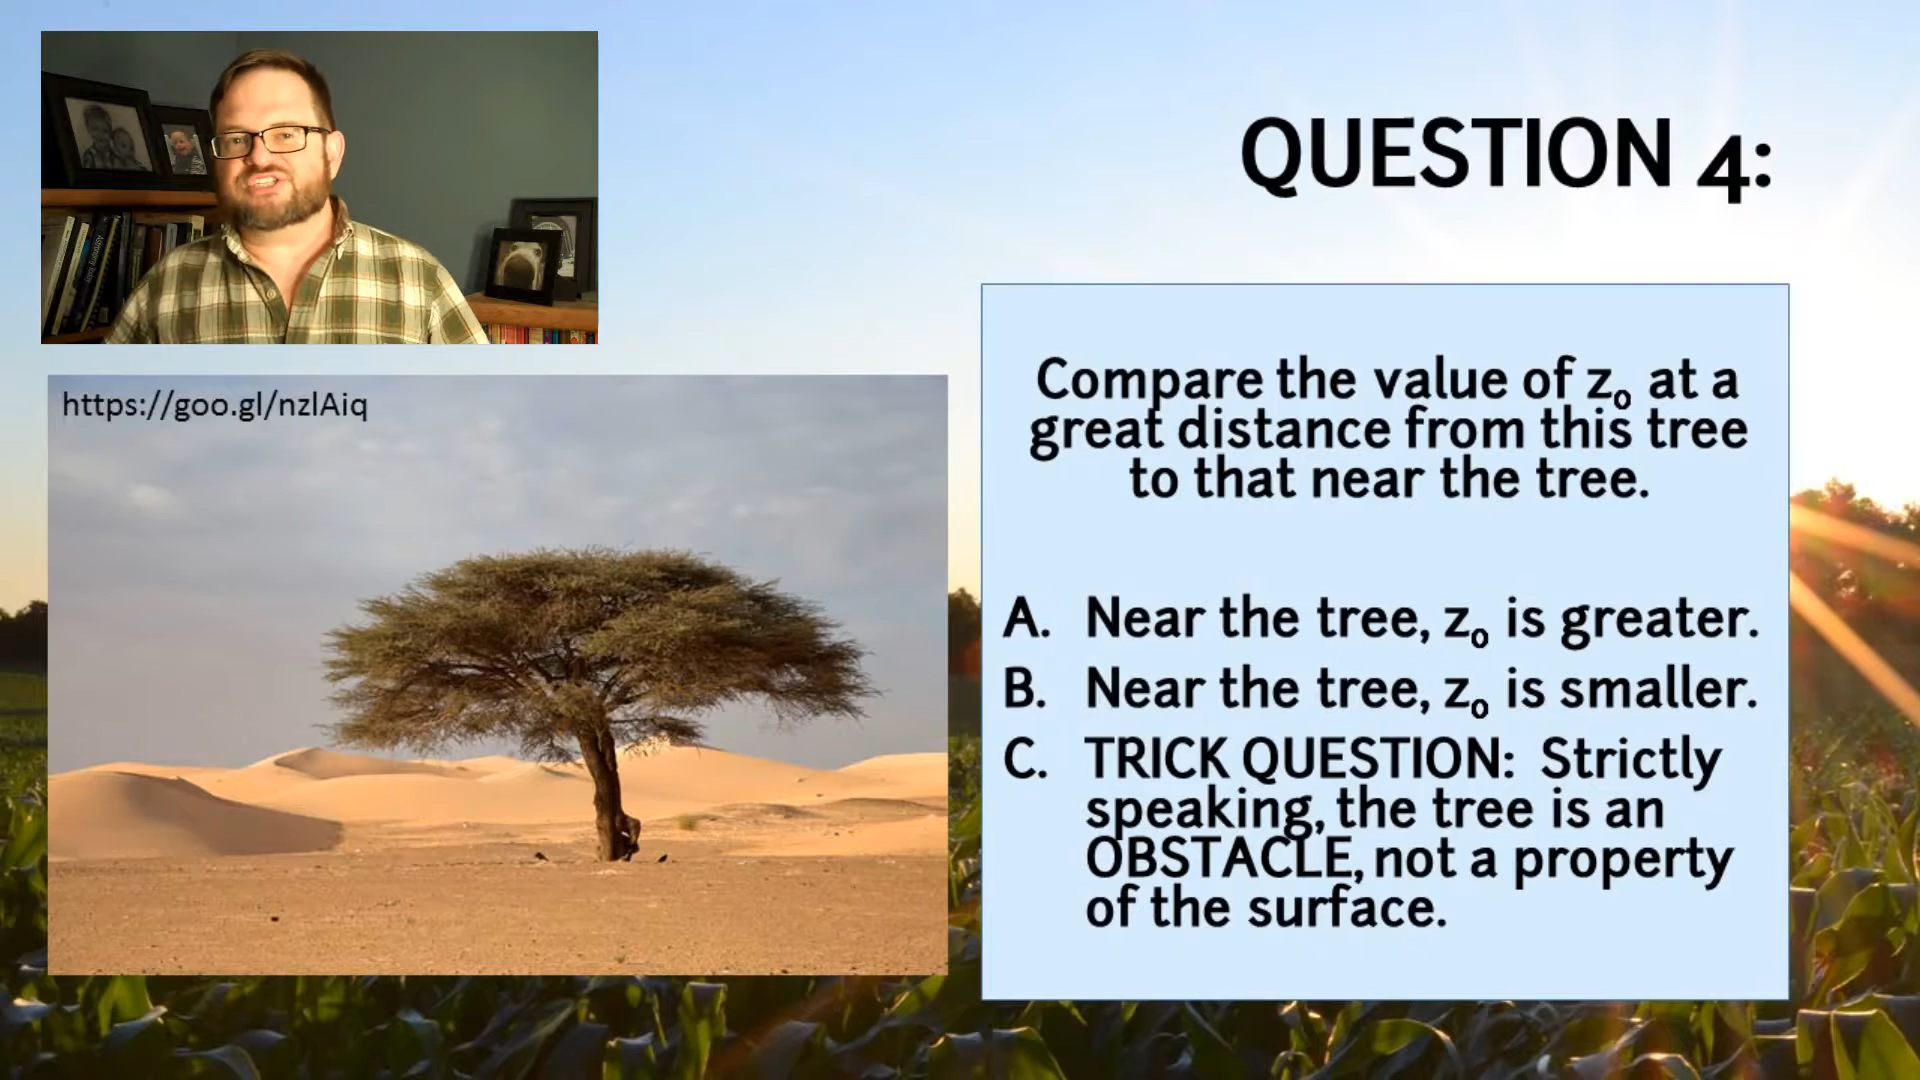 QUESTION 4:
https://goo.gl/nzlAiq
Compare the value of z₀ at a
great distance from this tree
to that near the tree.
A. Near the tree, z₀ is greater.
B. Near the tree, z₀ is smaller.
C. TRICK QUESTION: Strictly
speaking, the tree is an
OBSTACLE, not a property
of the surface.